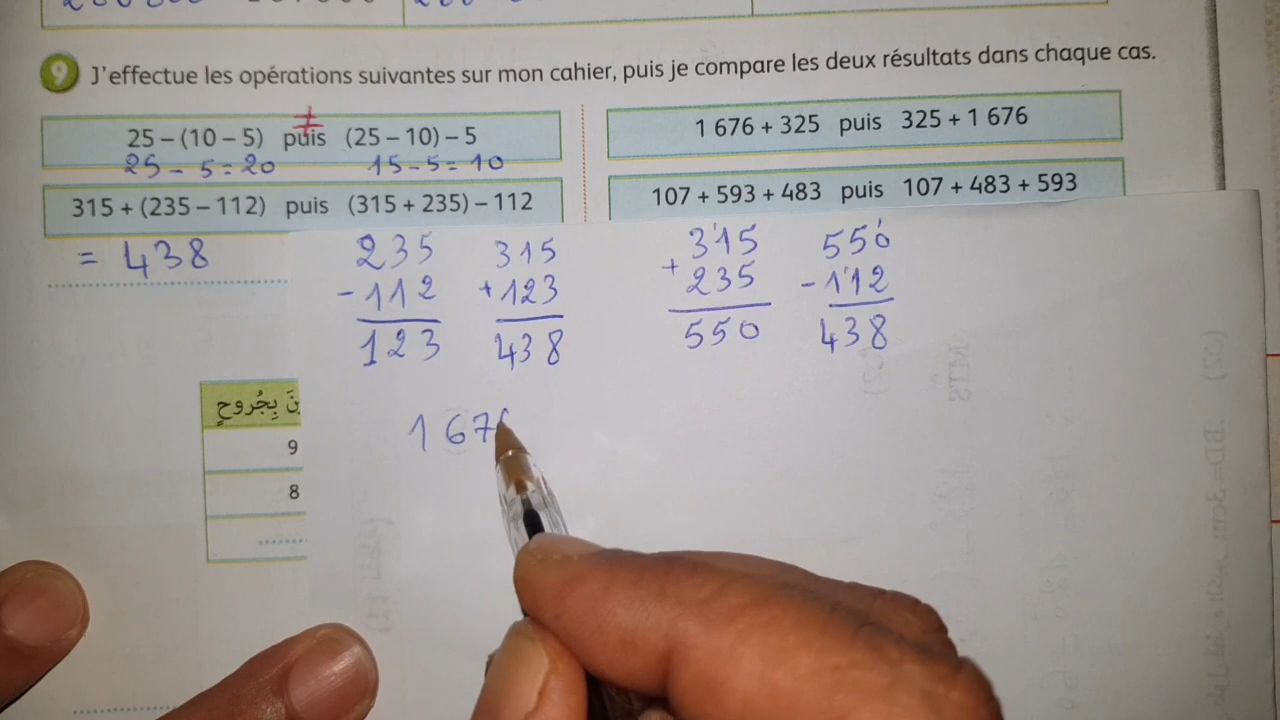 9 J'effectue les opérations suivantes sur mon cahier, puis je compare les deux résultats dans chaque cas.
≠
25 – (10 – 5) puis (25 – 10) – 5
25 - 5 = 20 15 - 5 = 10
1 676 + 325 puis 325 + 1 676
315 + (235 – 112) puis (315 + 235) – 112
107 + 593 + 483 puis 107 + 483 + 593
= 438
235 315 315 550
- 112 + 123 + 235 - 112
123 438 550 438
ينَ بِجُروحٍ
1 676
9
8